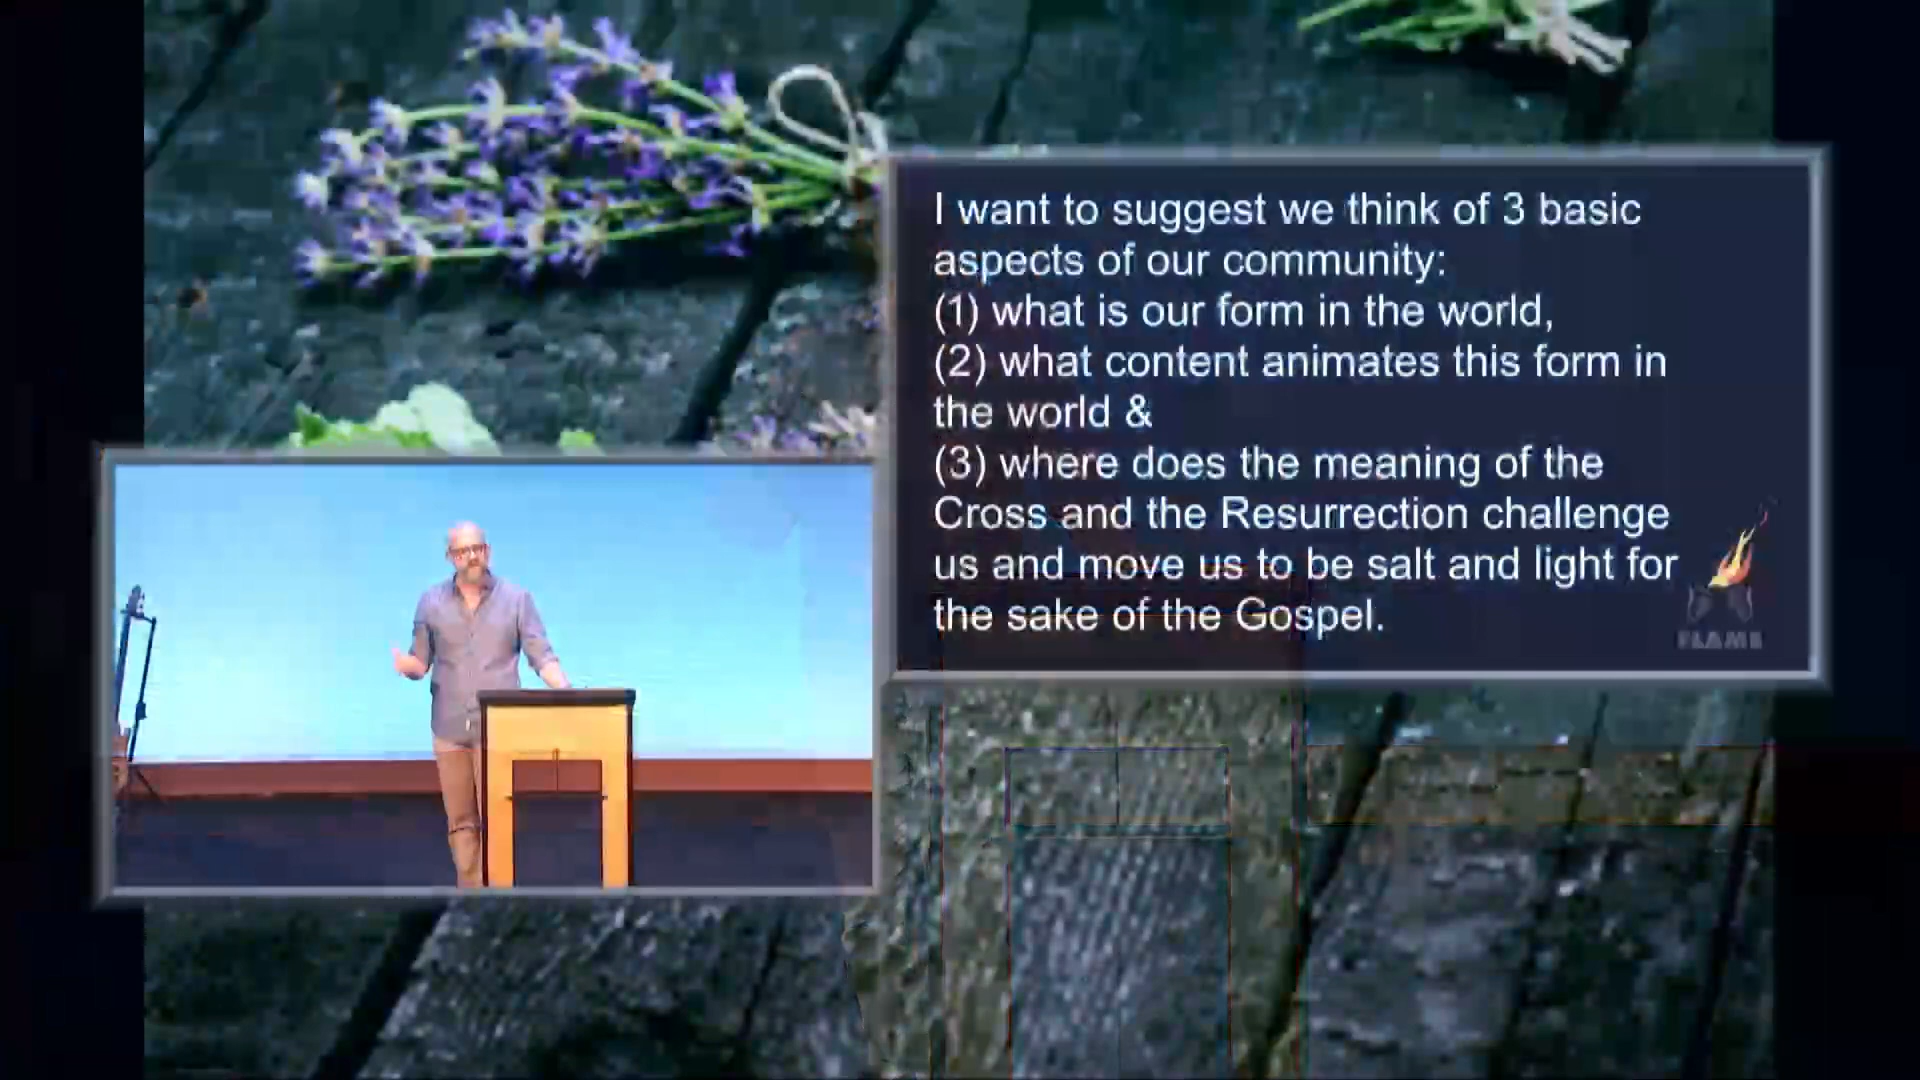 I want to suggest we think of 3 basic
aspects of our community:
(1) what is our form in the world,
(2) what content animates this form in
the world &
(3) where does the meaning of the
Cross and the Resurrection challenge
us and move us to be salt and light for
the sake of the Gospel.
FLAME